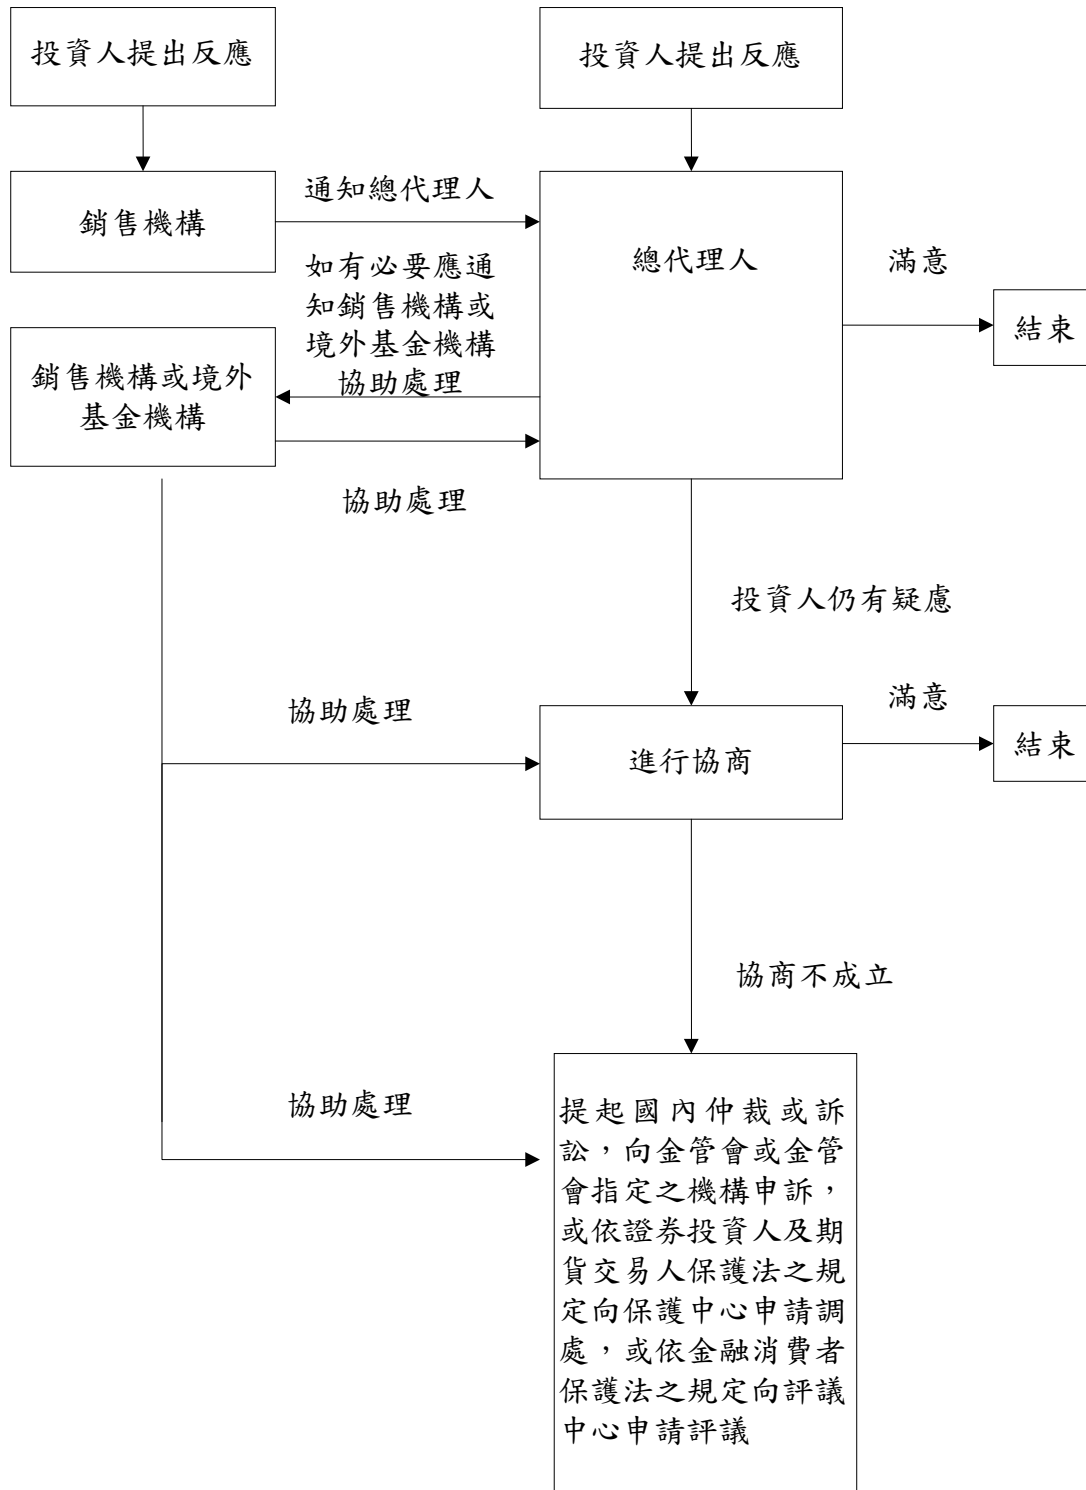 投資人提出反應
投資人提出反應
銷售機構
通知總代理人
總代理人
滿意
結束
如有必要應通
知銷售機構或
境外基金機構
協助處理
銷售機構或境外
基金機構
協助處理
投資人仍有疑慮
協助處理
進行協商
滿意
結束
協商不成立
協助處理
提起國內仲裁或訴
訟，向金管會或金管
會指定之機構申訴，
或依證券投資人及期
貨交易人保護法之規
定向保護中心申請調
處，或依金融消費者
保護法之規定向評議
中心申請評議